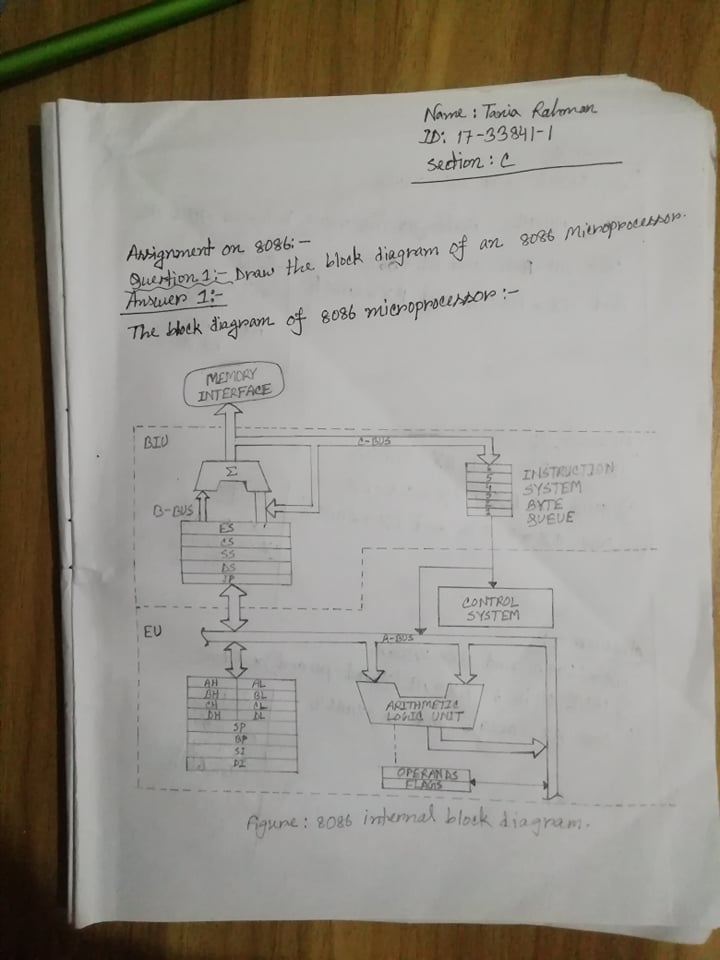 Name : Tania Rahman
ID: 17-33841-1
Section : C
Assignment on 8086:-
Question 1:- Draw the block diagram of an 8086 microprocessor.
Answer 1:-
The block diagram of 8086 microprocessor:-
MEMORY
INTERFACE
BIU
C-BUS
Σ
INSTRUCTION
SYSTEM
BYTE
QUEUE
B-BUS
ES
CS
SS
DS
IP
CONTROL
SYSTEM
EU
A-BUS
AH AL
BH BL
CH CL
DH DL
SP
BP
SI
DI
ARITHMETIC
LOGIC UNIT
OPERANDS
FLAGS
Figure: 8086 internal block diagram.